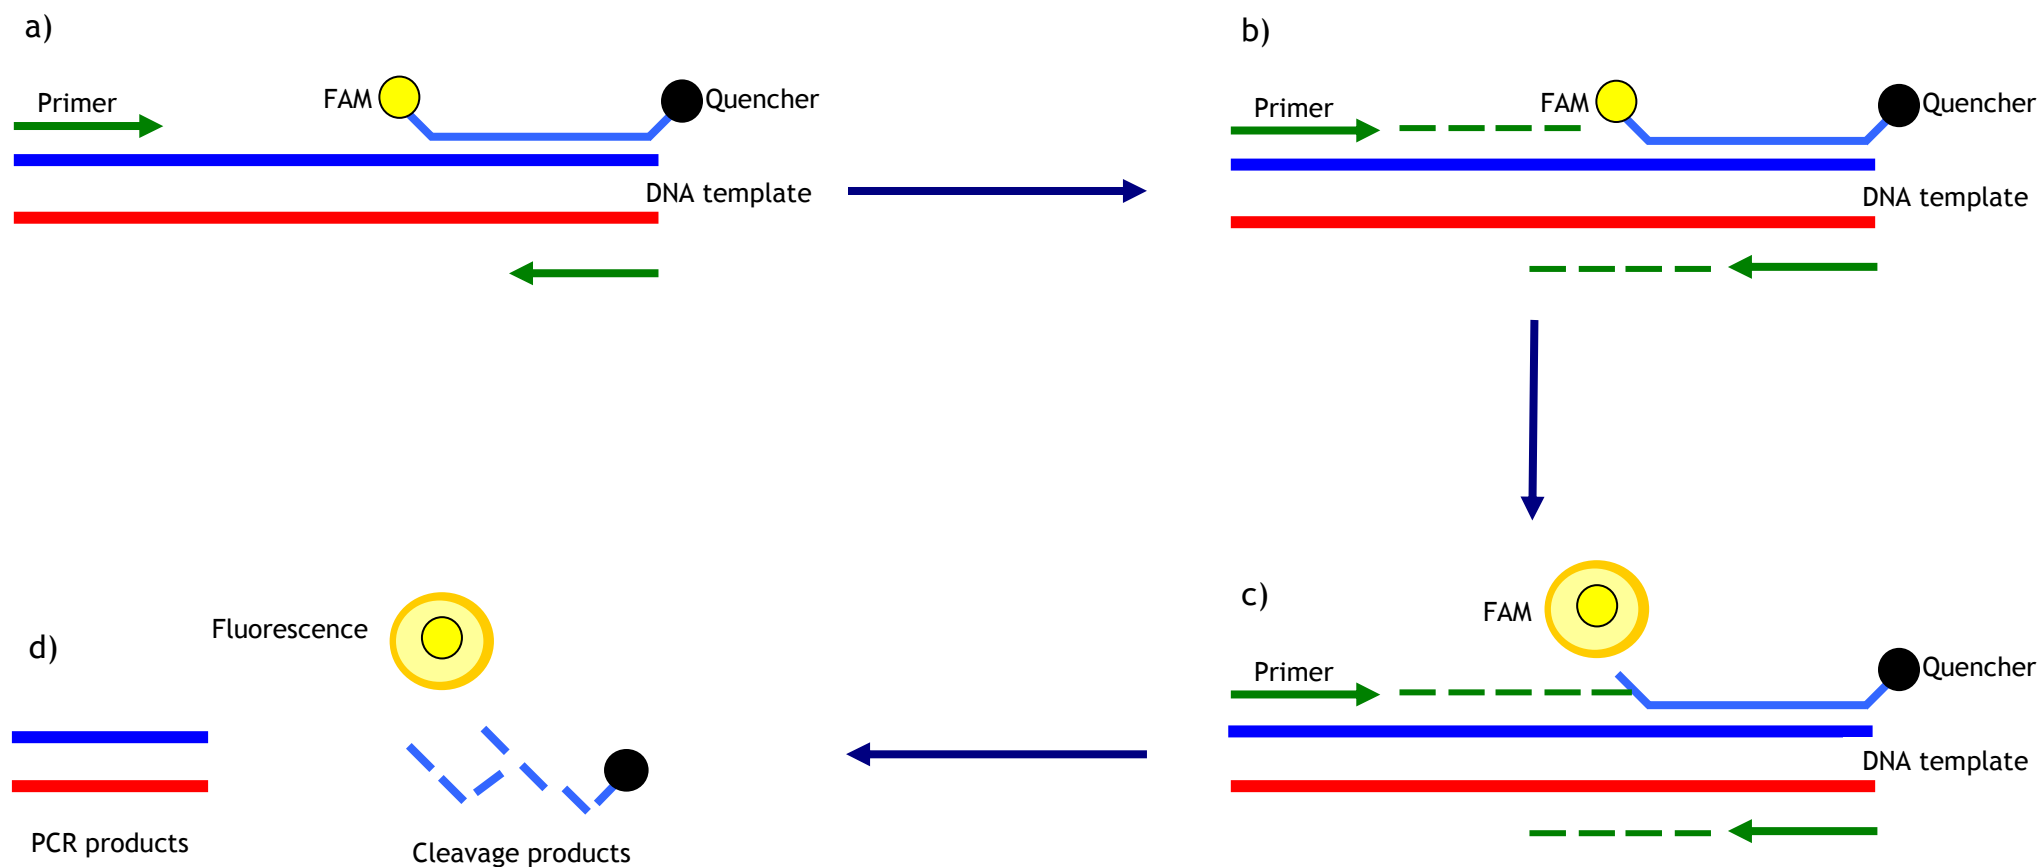 a)
Primer
FAM
Quencher
DNA template
b)
Primer
FAM
Quencher
DNA template
c)
FAM
Primer
Quencher
DNA template
d)
Fluorescence
PCR products
Cleavage products